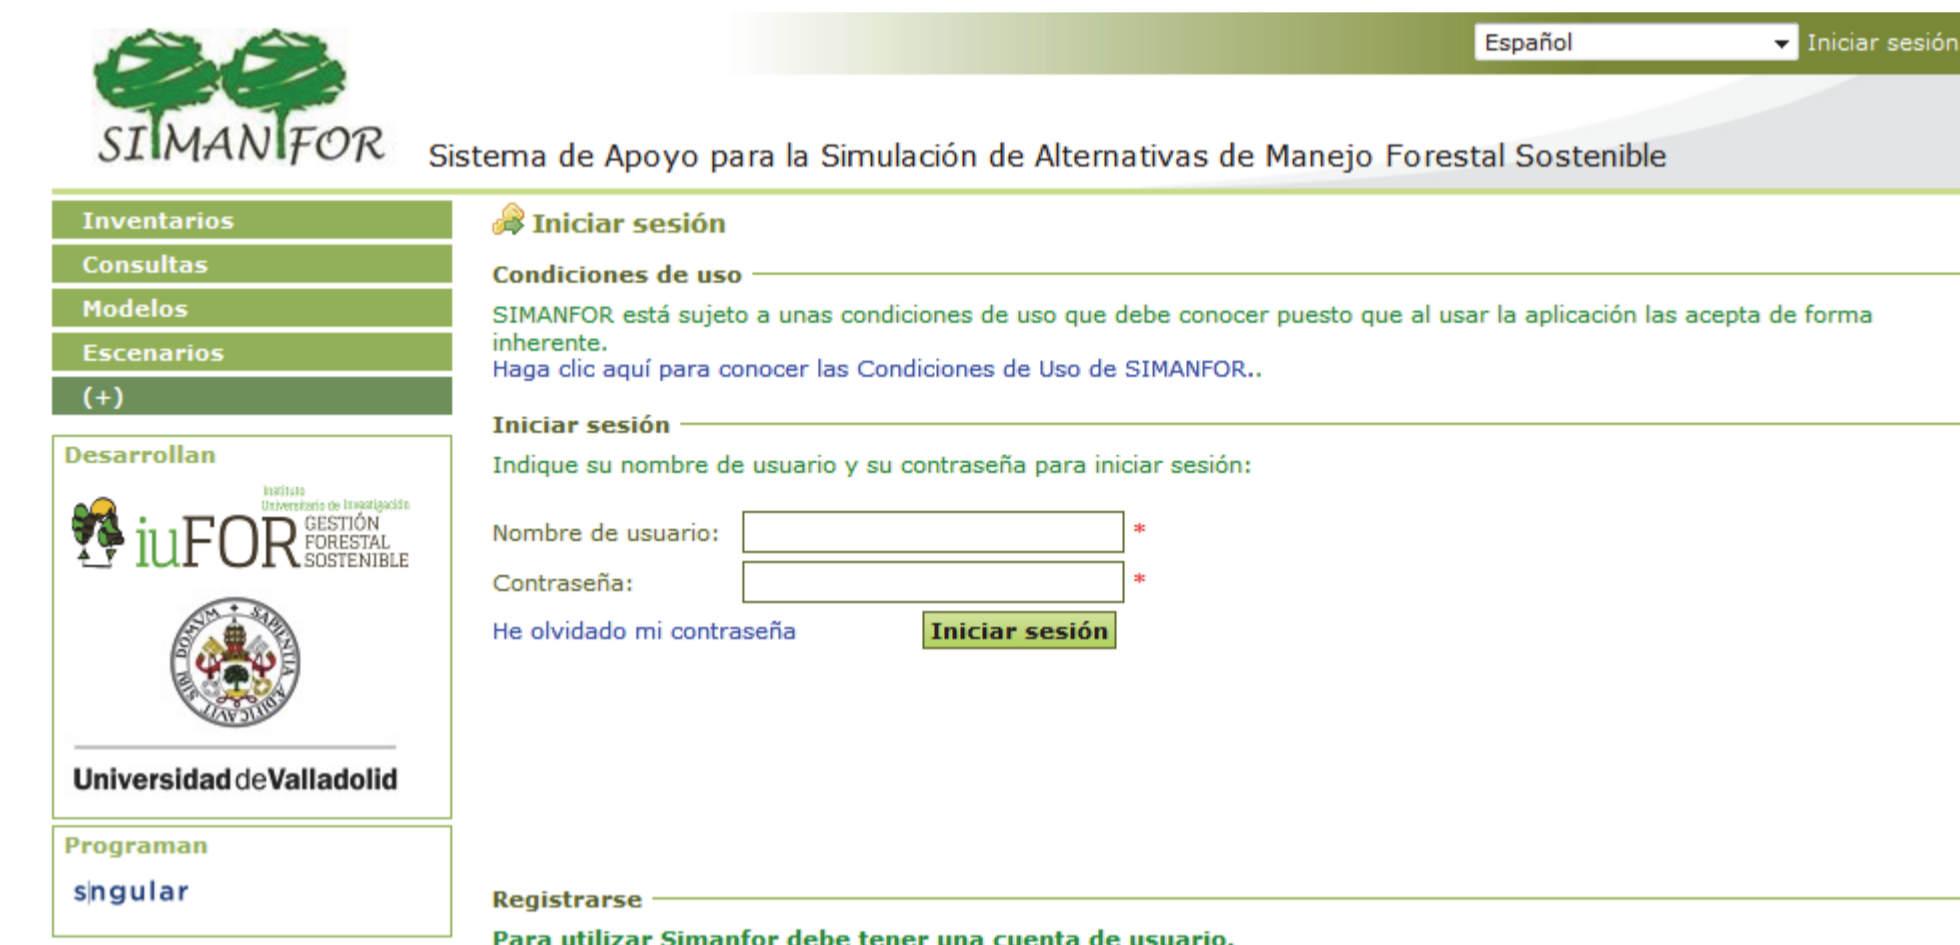 Español
Iniciar sesión
SIMANFOR
Sistema de Apoyo para la Simulación de Alternativas de Manejo Forestal Sostenible
Inventarios
Consultas
Modelos
Escenarios
(+)
Desarrollan
Instituto
Universitario de Investigación
iuFOR
GESTIÓN
FORESTAL
SOSTENIBLE
SAPIENTIA ÆDIFICAVIT SIBI DOMVM
Universidad de Valladolid
Programan
sngular
Iniciar sesión
Condiciones de uso
SIMANFOR está sujeto a unas condiciones de uso que debe conocer puesto que al usar la aplicación las acepta de forma
inherente.
Haga clic aquí para conocer las Condiciones de Uso de SIMANFOR..
Iniciar sesión
Indique su nombre de usuario y su contraseña para iniciar sesión:
Nombre de usuario: *
Contraseña: *
He olvidado mi contraseña
Iniciar sesión
Registrarse
Para utilizar Simanfor debe tener una cuenta de usuario.